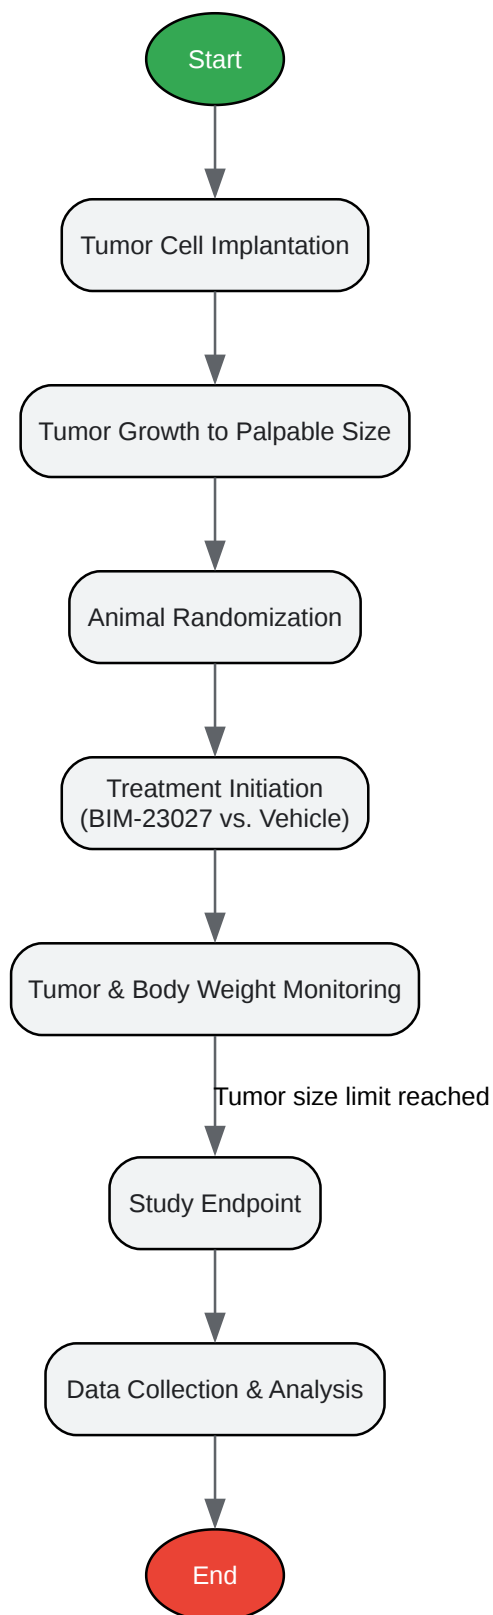 Start
Tumor Cell Implantation
Tumor Growth to Palpable Size
Animal Randomization
Treatment Initiation
(BIM-23027 vs. Vehicle)
Tumor & Body Weight Monitoring
Tumor size limit reached
Study Endpoint
Data Collection & Analysis
End